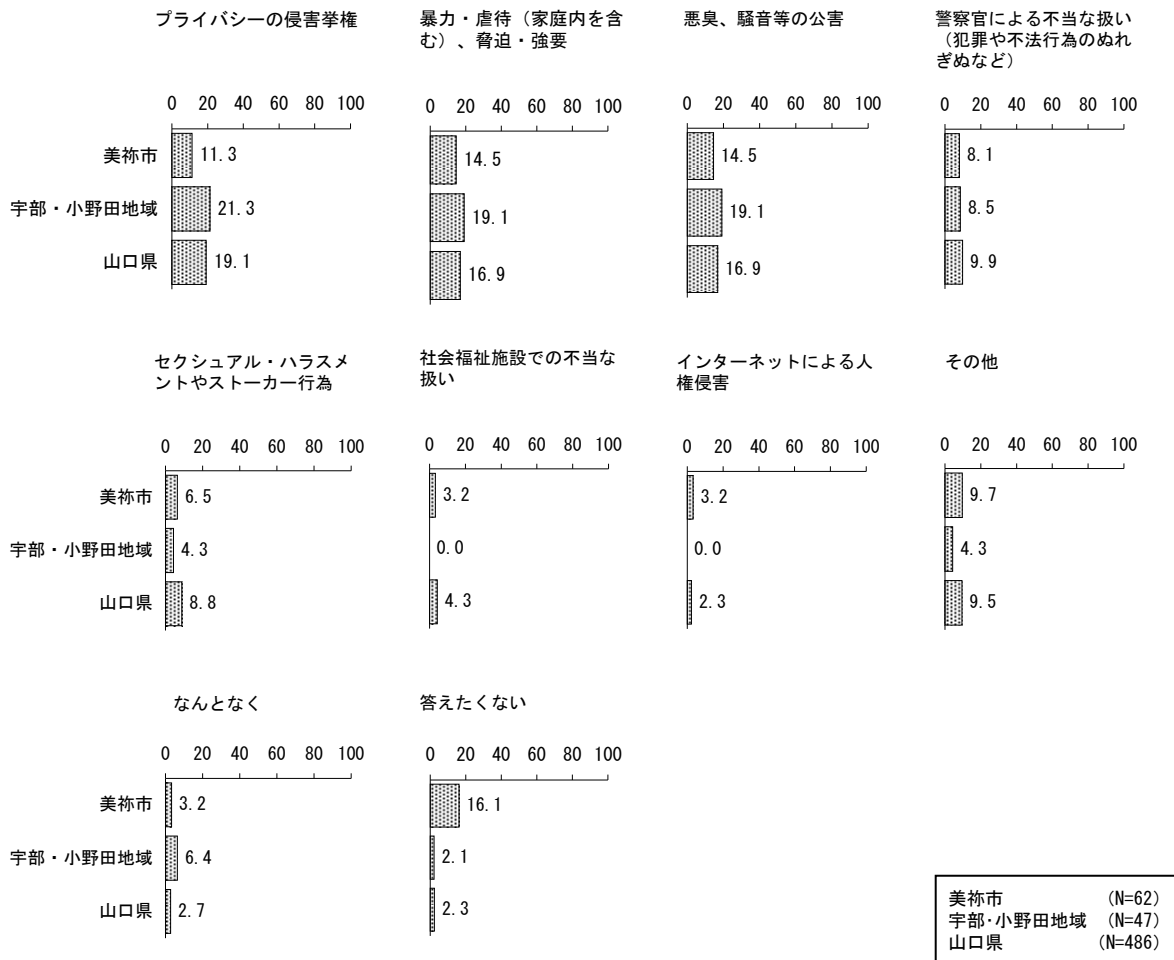 プライバシーの侵害挙権
暴力・虐待（家庭内を含
む）、脅迫・強要
悪臭、騒音等の公害
警察官による不当な扱い
（犯罪や不法行為のぬれ
ぎぬなど）
0 20 40 60 80 100
0 20 40 60 80 100
0 20 40 60 80 100
0 20 40 60 80 100
美祢市 11.3 14.5 14.5 8.1
宇部・小野田地域 21.3 19.1 19.1 8.5
山口県 19.1 16.9 16.9 9.9
セクシュアル・ハラスメ
ントやストーカー行為
社会福祉施設での不当な
扱い
インターネットによる人
権侵害
その他
0 20 40 60 80 100
0 20 40 60 80 100
0 20 40 60 80 100
0 20 40 60 80 100
美祢市 6.5 3.2 3.2 9.7
宇部・小野田地域 4.3 0.0 0.0 4.3
山口県 8.8 4.3 2.3 9.5
なんとなく
答えたくない
0 20 40 60 80 100
0 20 40 60 80 100
美祢市 3.2 16.1
宇部・小野田地域 6.4 2.1
山口県 2.7 2.3
美祢市 (N=62)
宇部･小野田地域 (N=47)
山口県 (N=486)